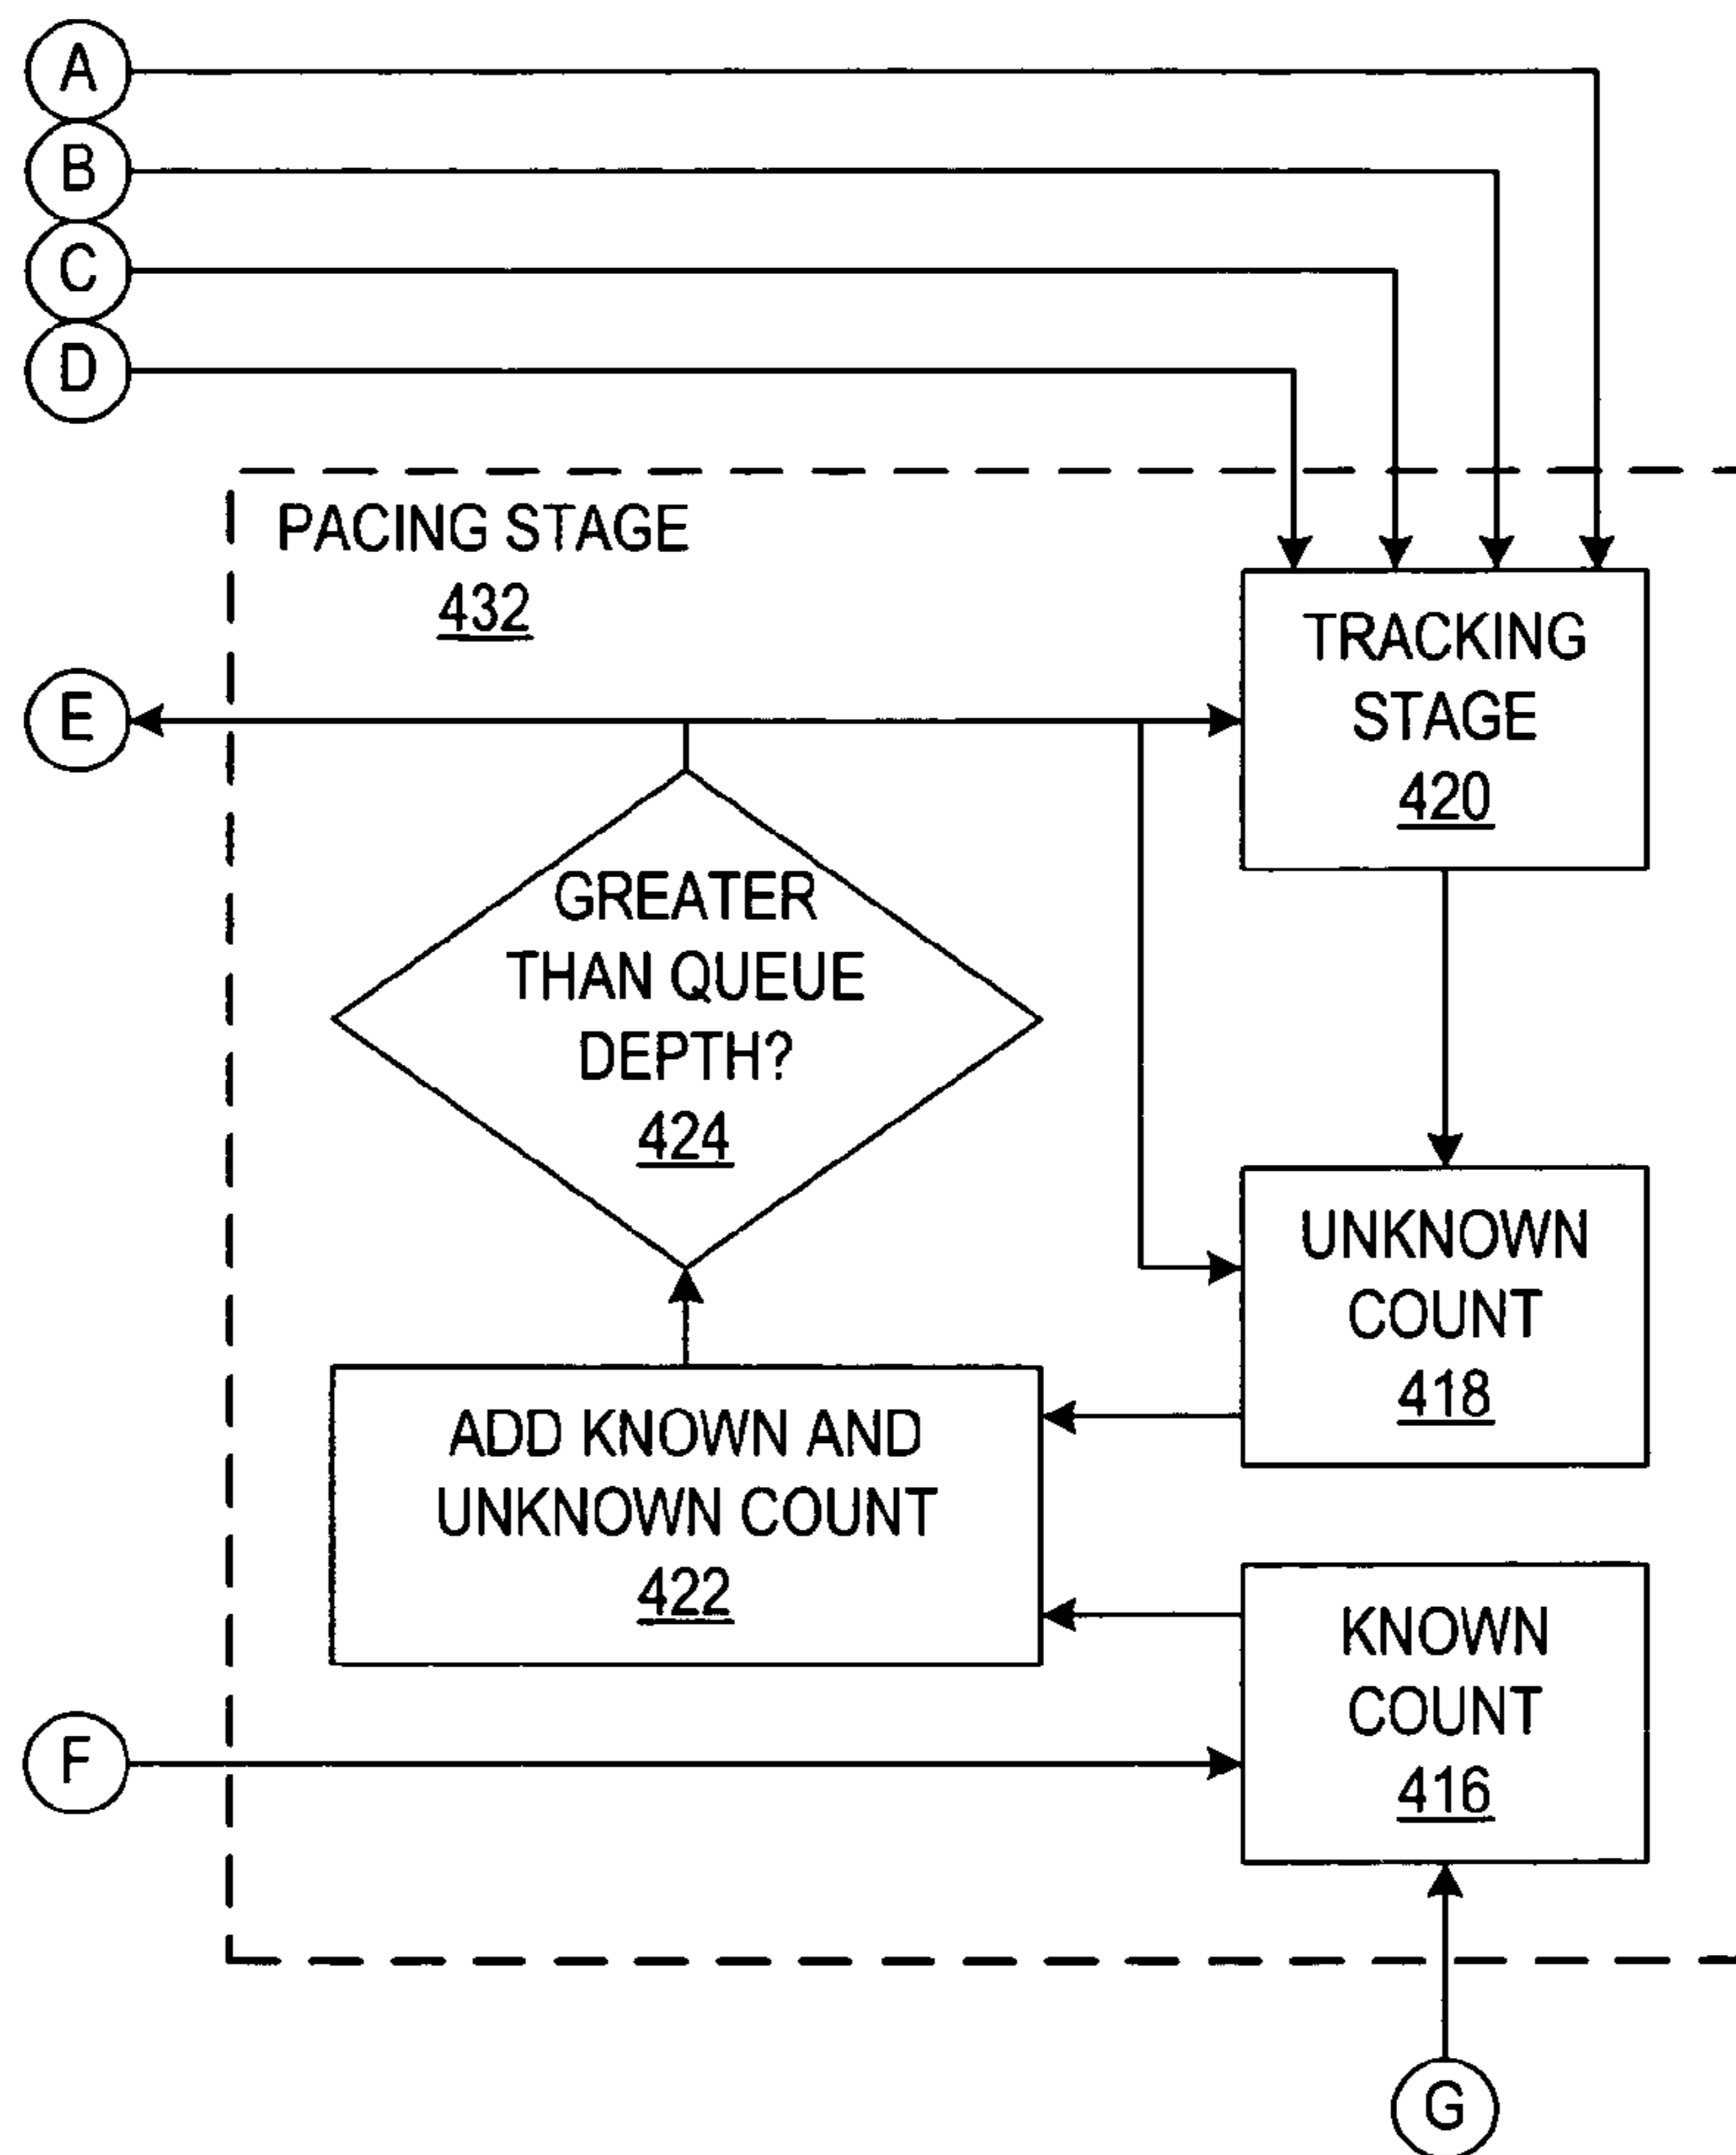 A
B
C
D
PACING STAGE
432
TRACKING
STAGE
420
E
GREATER
THAN QUEUE
DEPTH?
424
UNKNOWN
COUNT
418
ADD KNOWN AND
UNKNOWN COUNT
422
KNOWN
COUNT
416
F
G